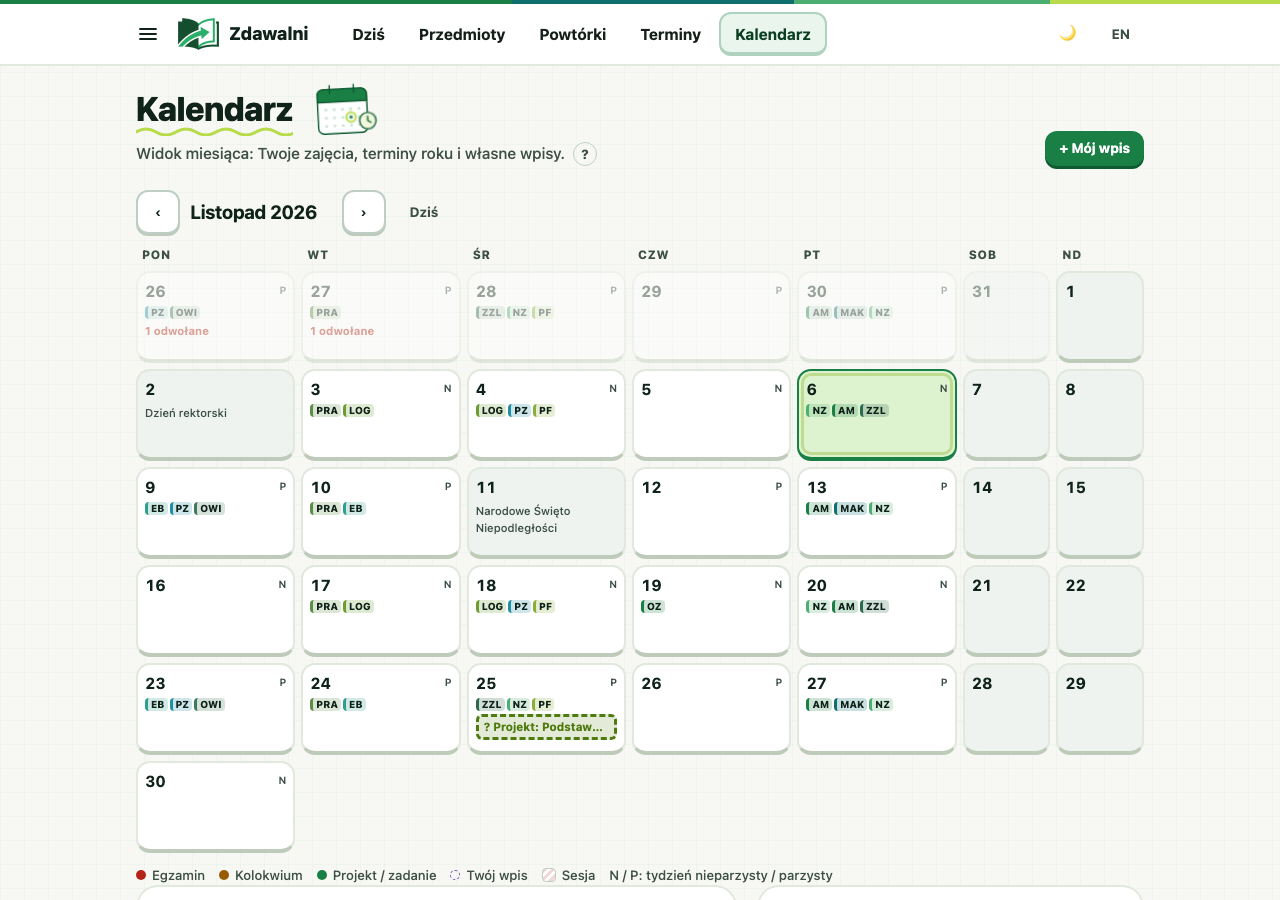 Zdawalni Dziś Przedmioty Powtórki Terminy Kalendarz EN
Kalendarz
Widok miesiąca: Twoje zajęcia, terminy roku i własne wpisy. ?
+ Mój wpis
‹ Listopad 2026 › Dziś
PON WT ŚR CZW PT SOB ND
26 P 27 P 28 P 29 P 30 P 31 1
PZ OWI PRA ZZL NZ PF AM MAK NZ
1 odwołane 1 odwołane
2 3 N 4 N 5 N 6 N 7 8
Dzień rektorski PRA LOG LOG PZ PF NZ AM ZZL
9 P 10 P 11 12 P 13 P 14 15
EB PZ OWI PRA EB Narodowe Święto AM MAK NZ
Niepodległości
16 N 17 N 18 N 19 N 20 N 21 22
PRA LOG LOG PZ PF OZ NZ AM ZZL
23 P 24 P 25 P 26 P 27 P 28 29
EB PZ OWI PRA EB ZZL NZ PF AM MAK NZ
? Projekt: Podstaw...
30 N
Egzamin Kolokwium Projekt / zadanie Twój wpis Sesja N / P: tydzień nieparzysty / parzysty